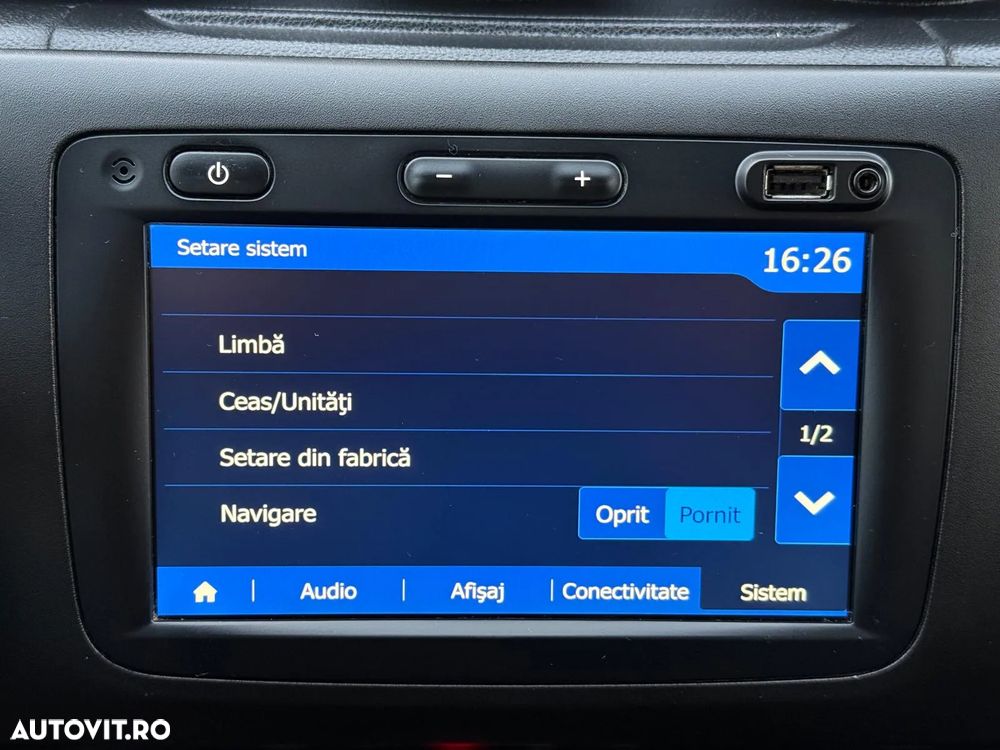 Setare sistem
16:26
Limbă
Ceas/Unităţi
1/2
Setare din fabrică
Navigare
Oprit
Pornit
Audio
Afişaj
Conectivitate
Sistem
AUTOVIT.RO